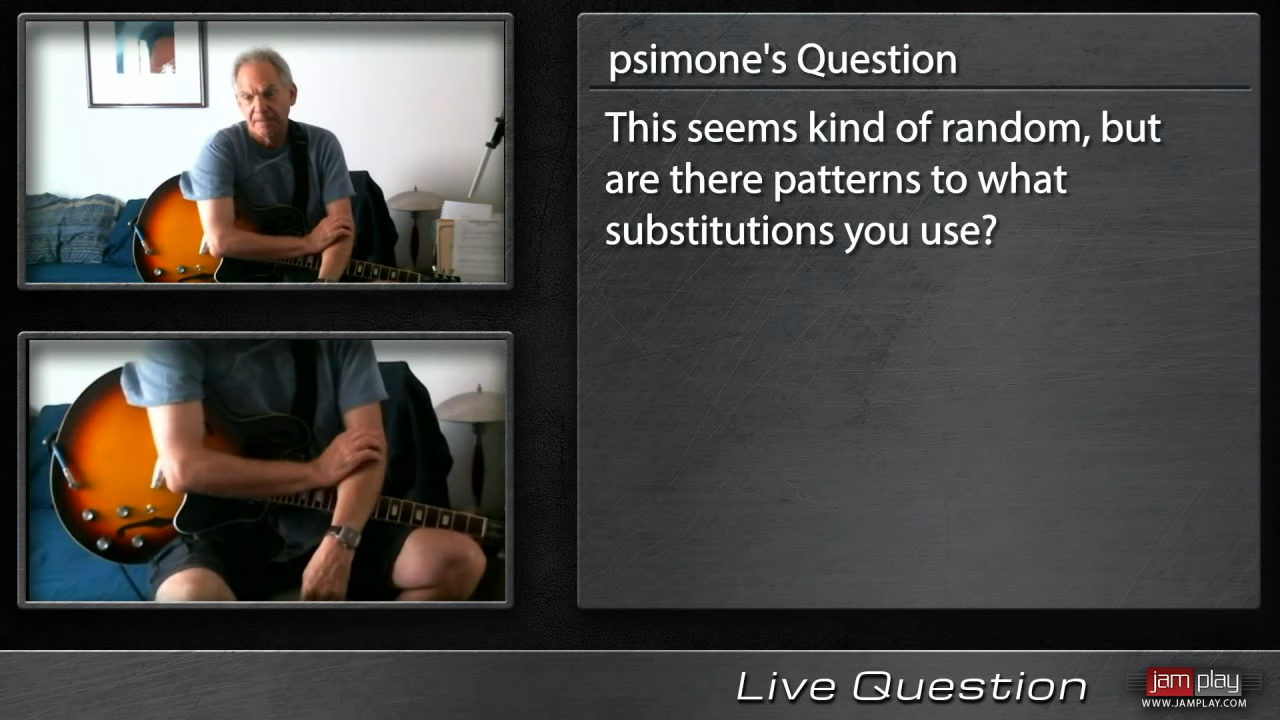 psimone's Question
This seems kind of random, but
are there patterns to what
substitutions you use?
Live Question
jam play
WWW.JAMPLAY.COM